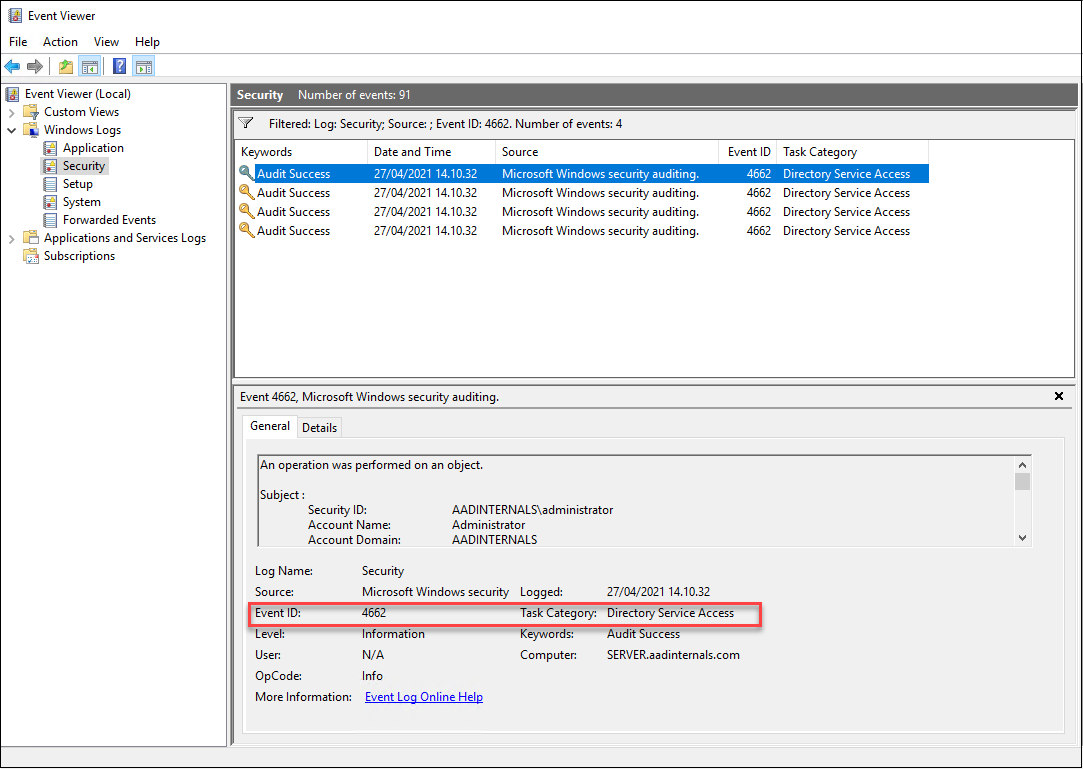 Event Viewer
File Action View Help
Event Viewer (Local)
Custom Views
Windows Logs
Application
Security
Setup
System
Forwarded Events
Applications and Services Logs
Subscriptions
Security Number of events: 91
Filtered: Log: Security; Source: ; Event ID: 4662. Number of events: 4
Keywords Date and Time Source Event ID Task Category
Audit Success 27/04/2021 14.10.32 Microsoft Windows security auditing. 4662 Directory Service Access
Audit Success 27/04/2021 14.10.32 Microsoft Windows security auditing. 4662 Directory Service Access
Audit Success 27/04/2021 14.10.32 Microsoft Windows security auditing. 4662 Directory Service Access
Audit Success 27/04/2021 14.10.32 Microsoft Windows security auditing. 4662 Directory Service Access
Event 4662, Microsoft Windows security auditing.
General Details
An operation was performed on an object.
Subject :
Security ID: AADINTERNALS\administrator
Account Name: Administrator
Account Domain: AADINTERNALS
Log Name: Security
Source: Microsoft Windows security Logged: 27/04/2021 14.10.32
Event ID: 4662 Task Category: Directory Service Access
Level: Information Keywords: Audit Success
User: N/A Computer: SERVER.aadinternals.com
OpCode: Info
More Information: Event Log Online Help